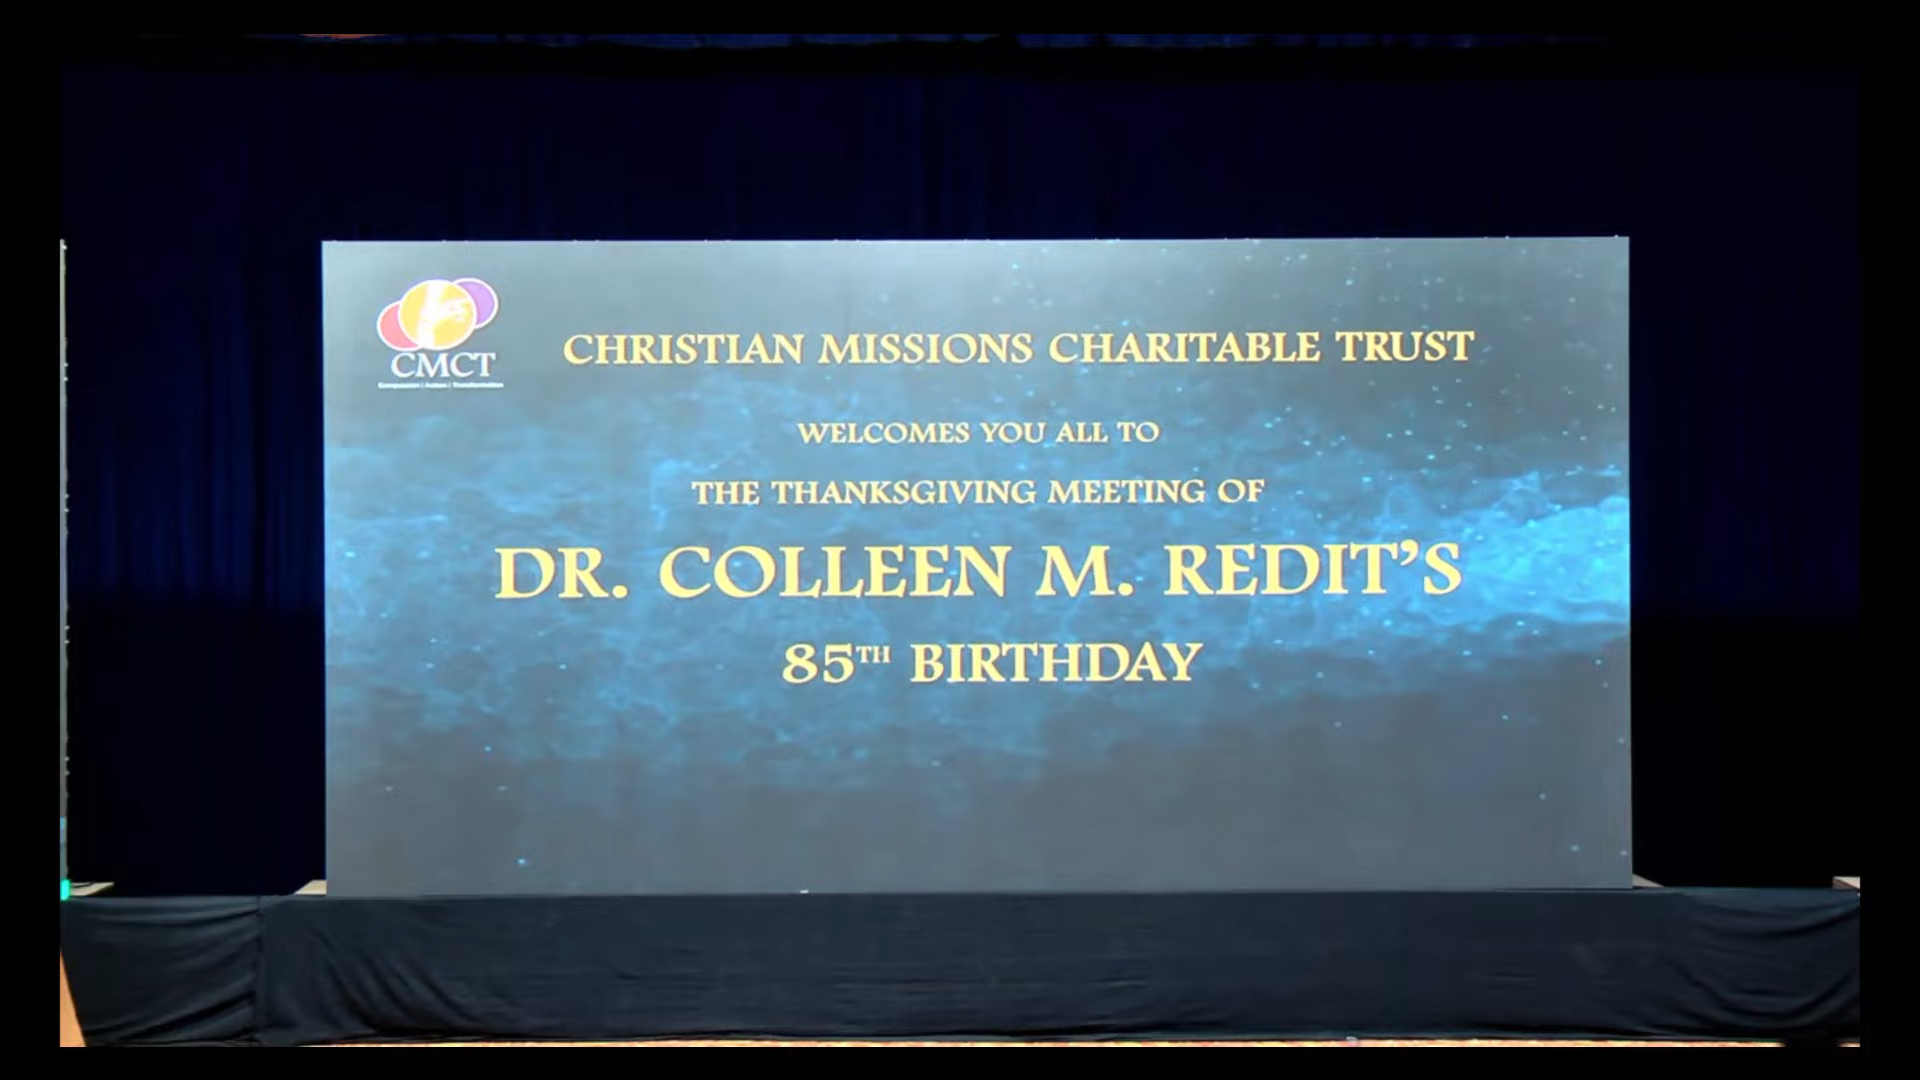 CMCT
CHRISTIAN MISSIONS CHARITABLE TRUST
WELCOMES YOU ALL TO
THE THANKSGIVING MEETING OF
DR. COLLEEN M. REDIT’S
85TH BIRTHDAY